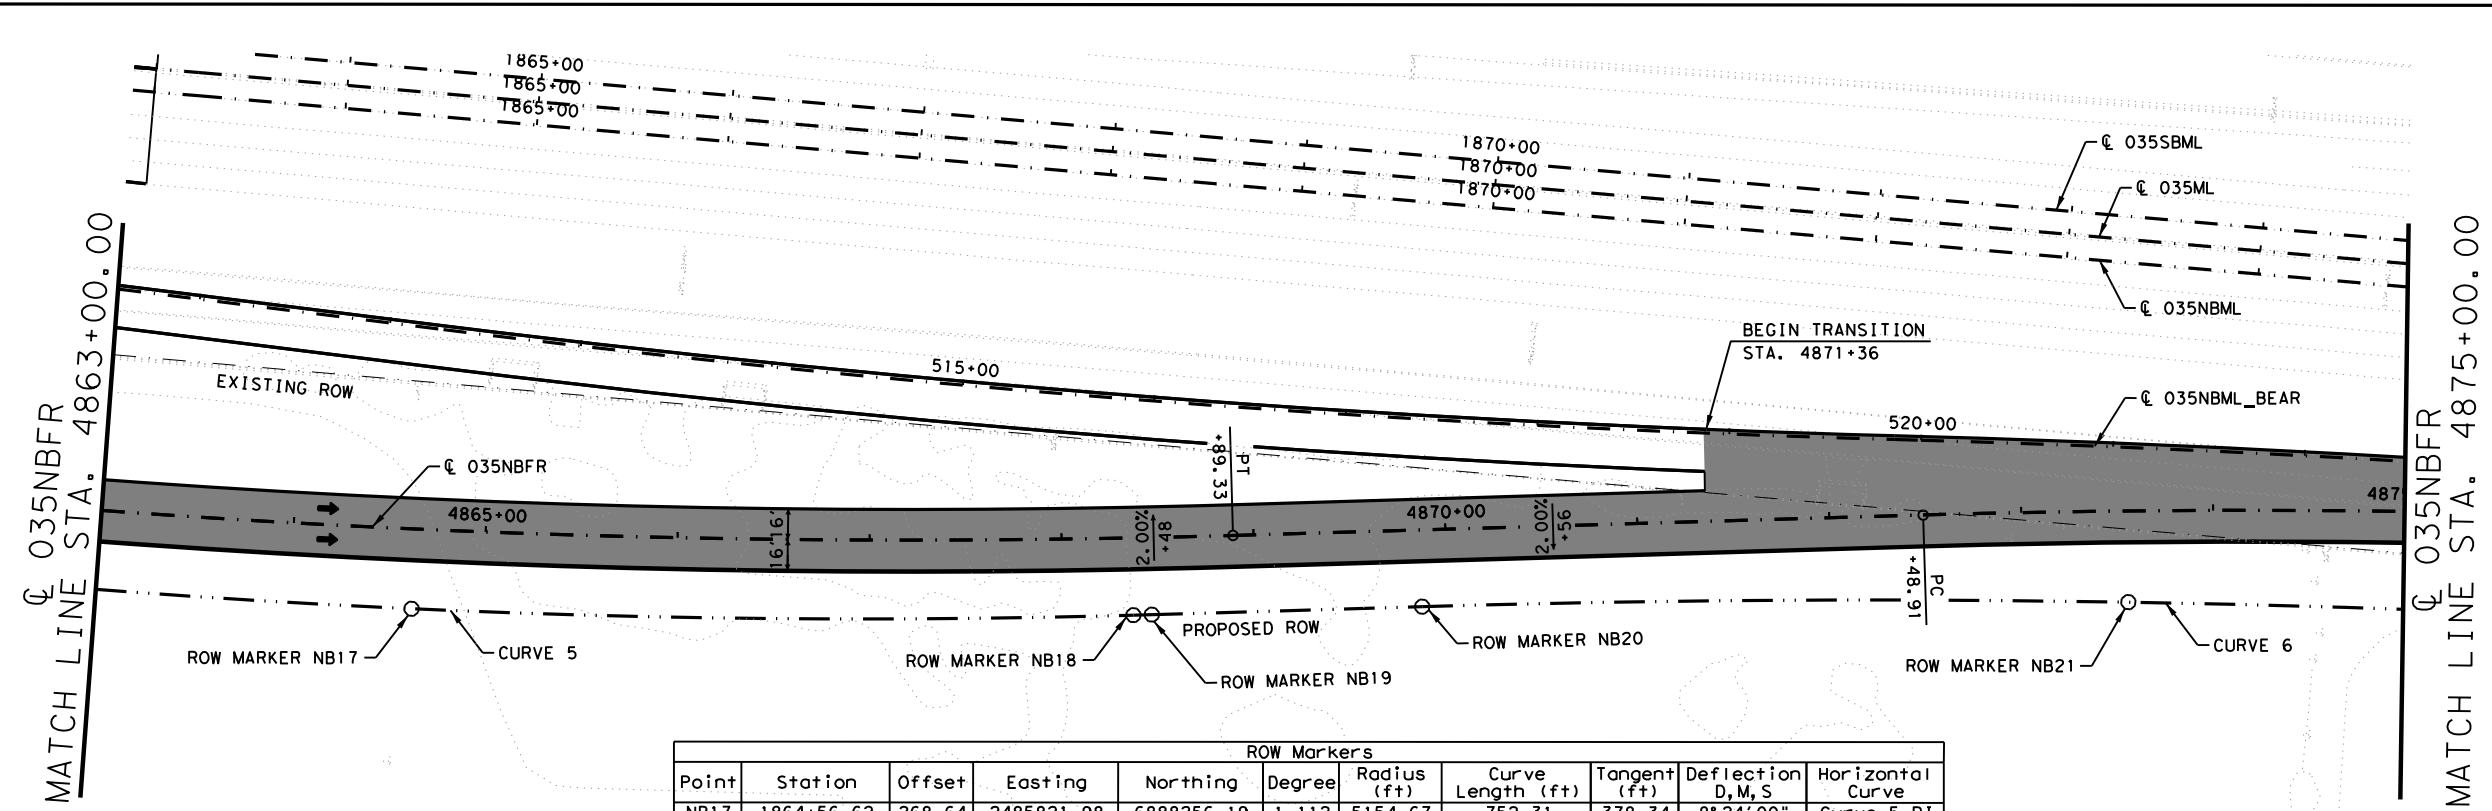 1865+00
1865+00
1865+00
1870+00
1870+00
1870+00
℄ 035SBML
℄ 035ML
℄ 035NBML
MATCH LINE STA. 4863+00.00
℄ 035NBFR
MATCH LINE STA. 4875+00.00
℄ 035NBFR
BEGIN TRANSITION
STA. 4871+36
515+00
EXISTING ROW
℄ 035NBML_BEAR
520+00
℄ 035NBFR
4865+00
16'
16'
2.00%
+48
PT
+89.33
4870+00
2.00%
+56
PC
+48.91
487
ROW MARKER NB17
CURVE 5
ROW MARKER NB18
PROPOSED ROW
ROW MARKER NB19
ROW MARKER NB20
ROW MARKER NB21
CURVE 6
ROW Markers
Point Station Offset Easting Northing Degree Radius (ft) Curve Length (ft) Tangent (ft) Deflection D,M,S Horizontal Curve